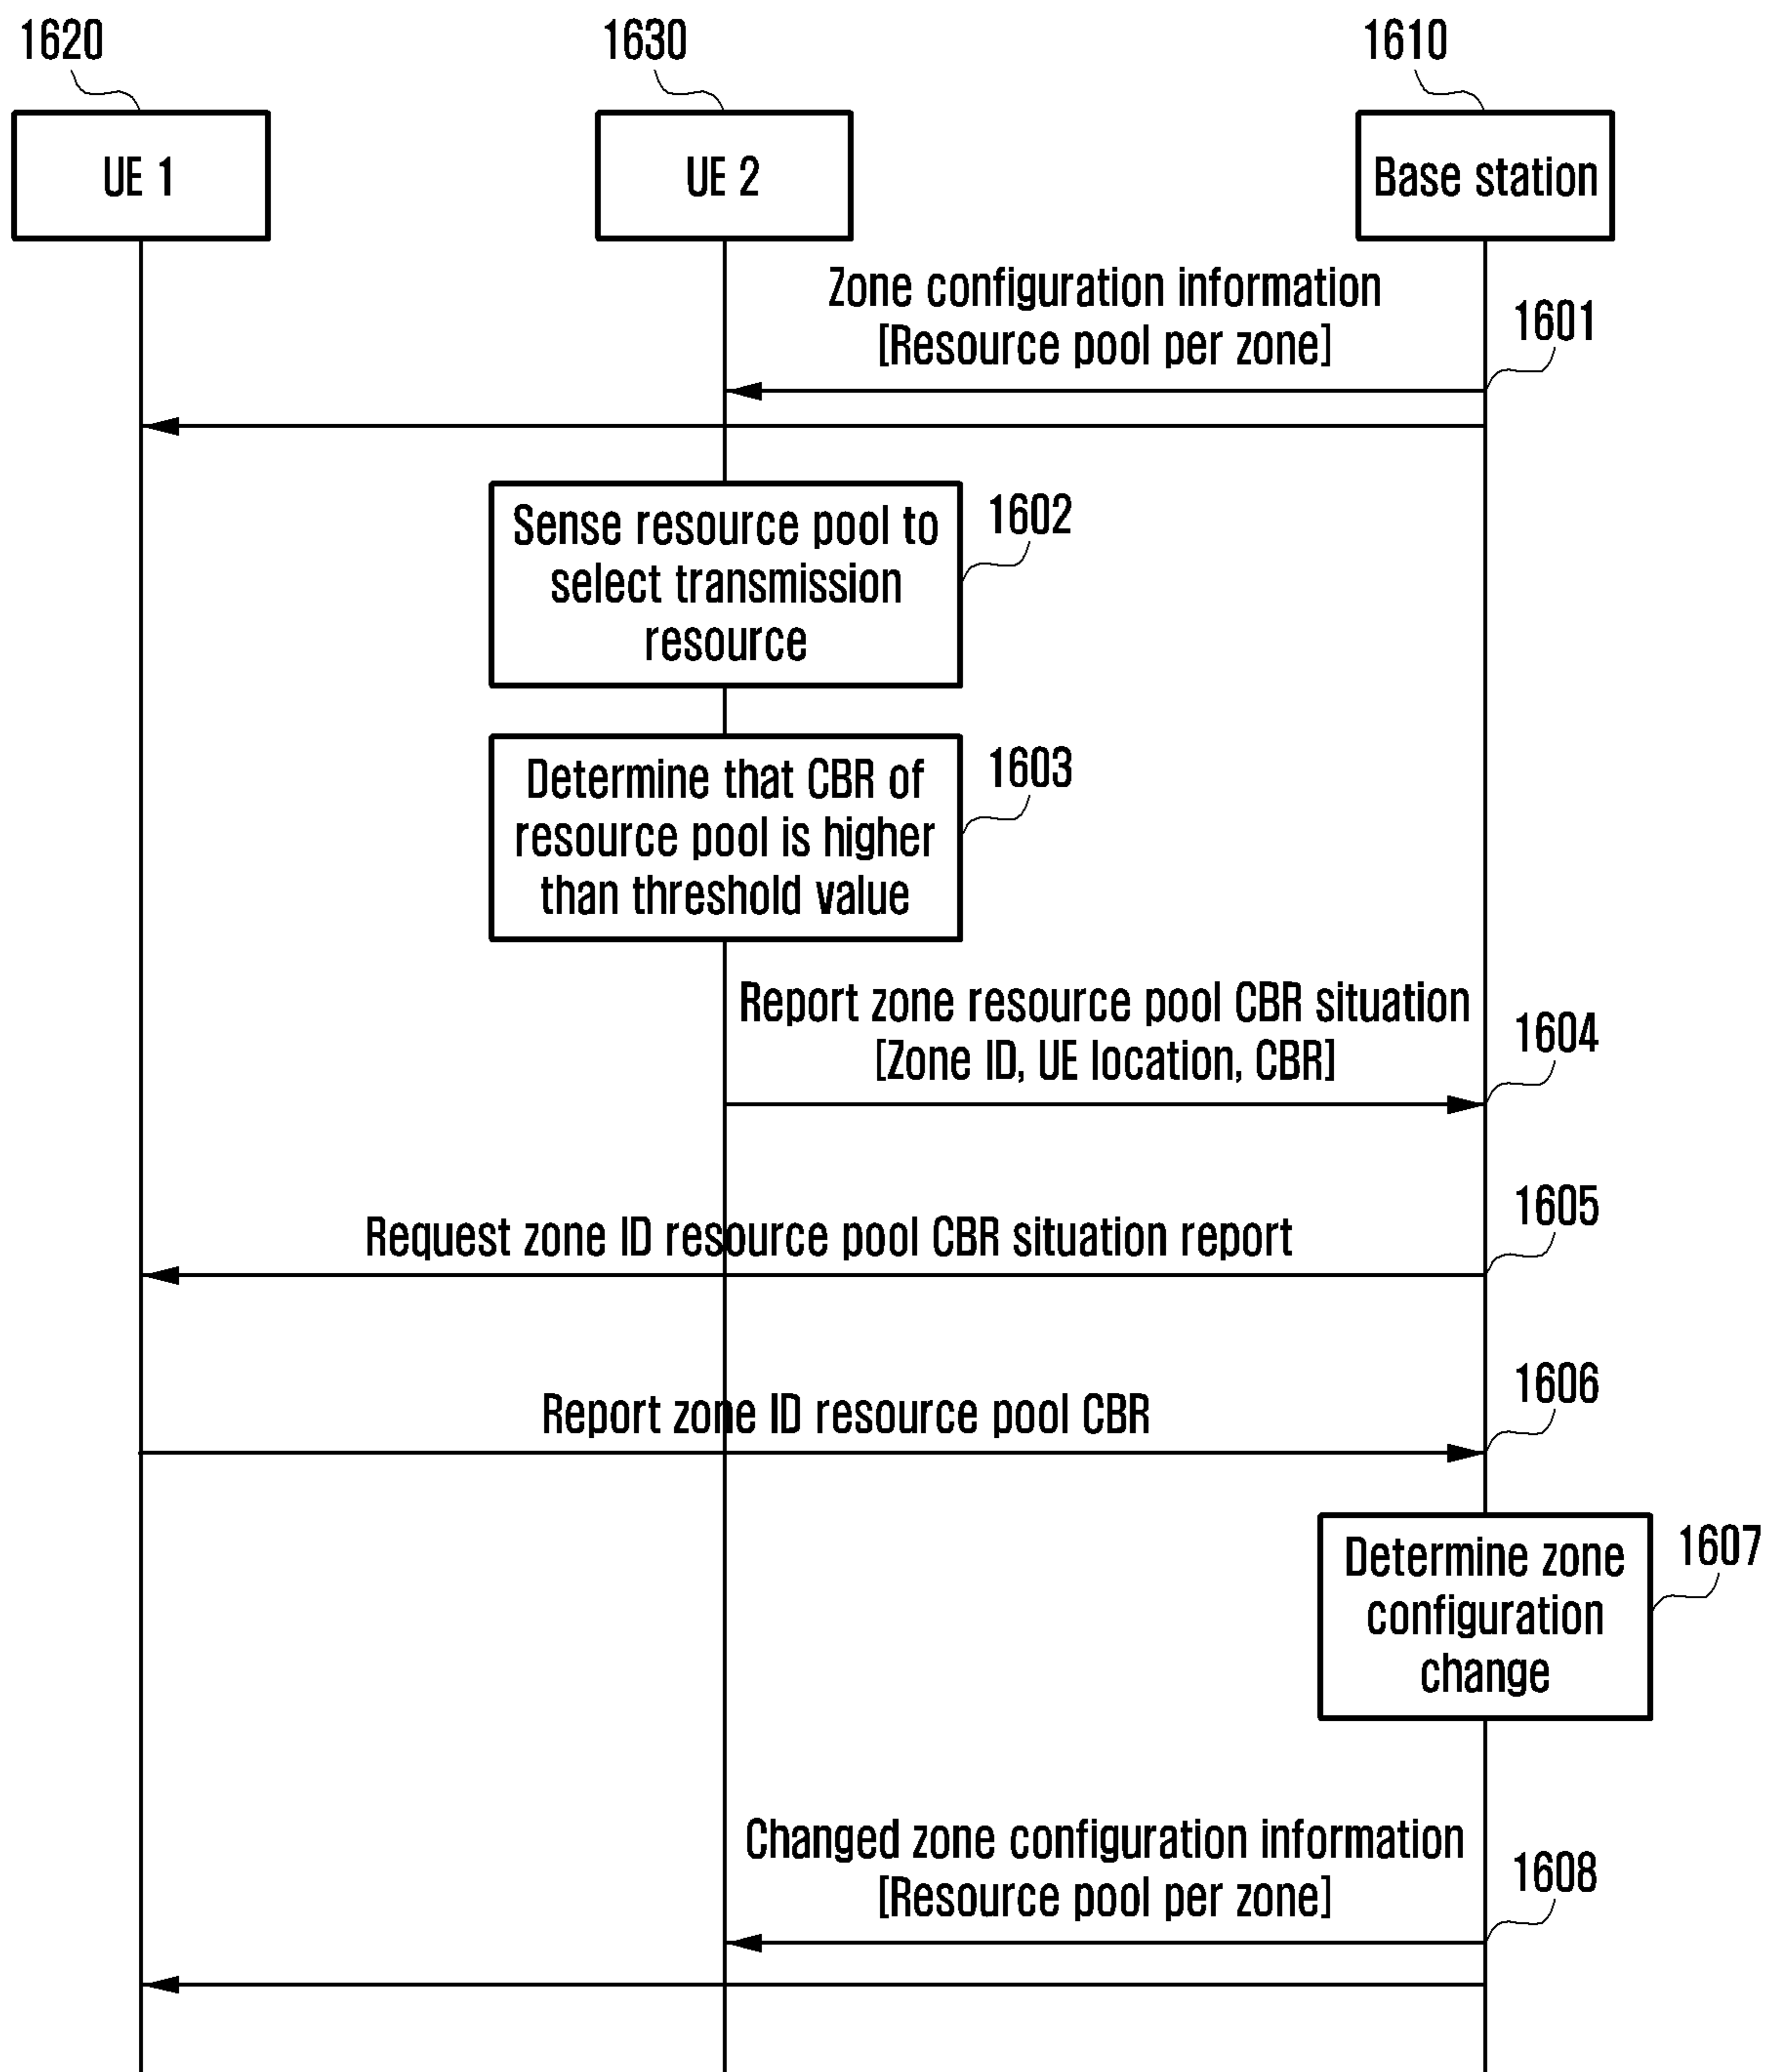 1620
1630
1610
UE 1
UE 2
Base station
Zone configuration information
[Resource pool per zone]
1601
Sense resource pool to
select transmission
resource
1602
Determine that CBR of
resource pool is higher
than threshold value
1603
Report zone resource pool CBR situation
[Zone ID, UE location, CBR]
1604
Request zone ID resource pool CBR situation report
1605
Report zone ID resource pool CBR
1606
Determine zone
configuration
change
1607
Changed zone configuration information
[Resource pool per zone]
1608